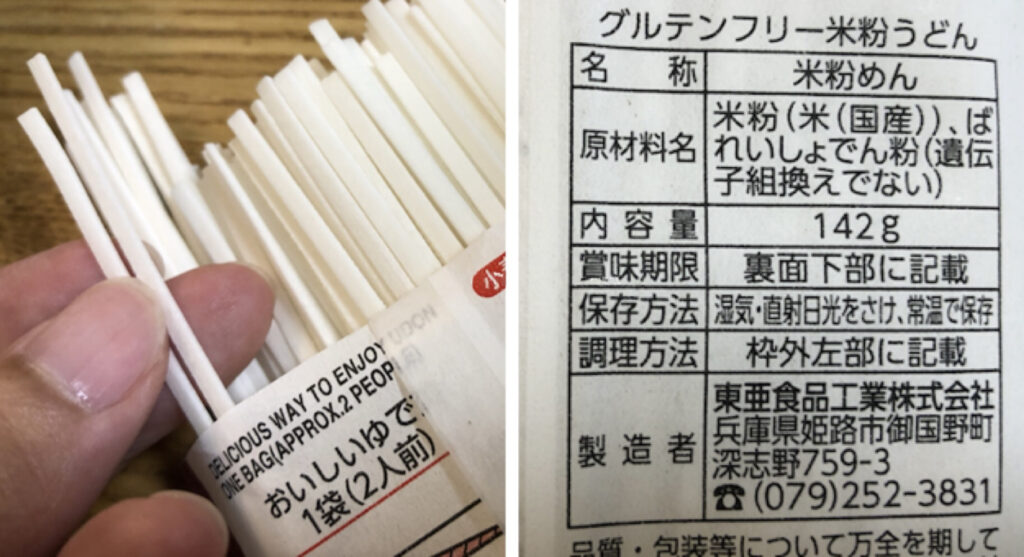 DELICIOUS WAY TO ENJOY
ONE BAG(APPROX.2 PEOP
おいしいゆで
1袋(2人前)
UDON
グルテンフリー米粉うどん
名称 米粉めん
原材料名 米粉(米(国産))、ば
れいしょでん粉(遺伝
子組換えでない)
内容量 142g
賞味期限 裏面下部に記載
保存方法 湿気・直射日光をさけ、常温で保存
調理方法 枠外左部に記載
製造者 東亜食品工業株式会社
兵庫県姫路市御国野町
深志野759-3
☎(079)252-3831
品質・包装等について万全を期して